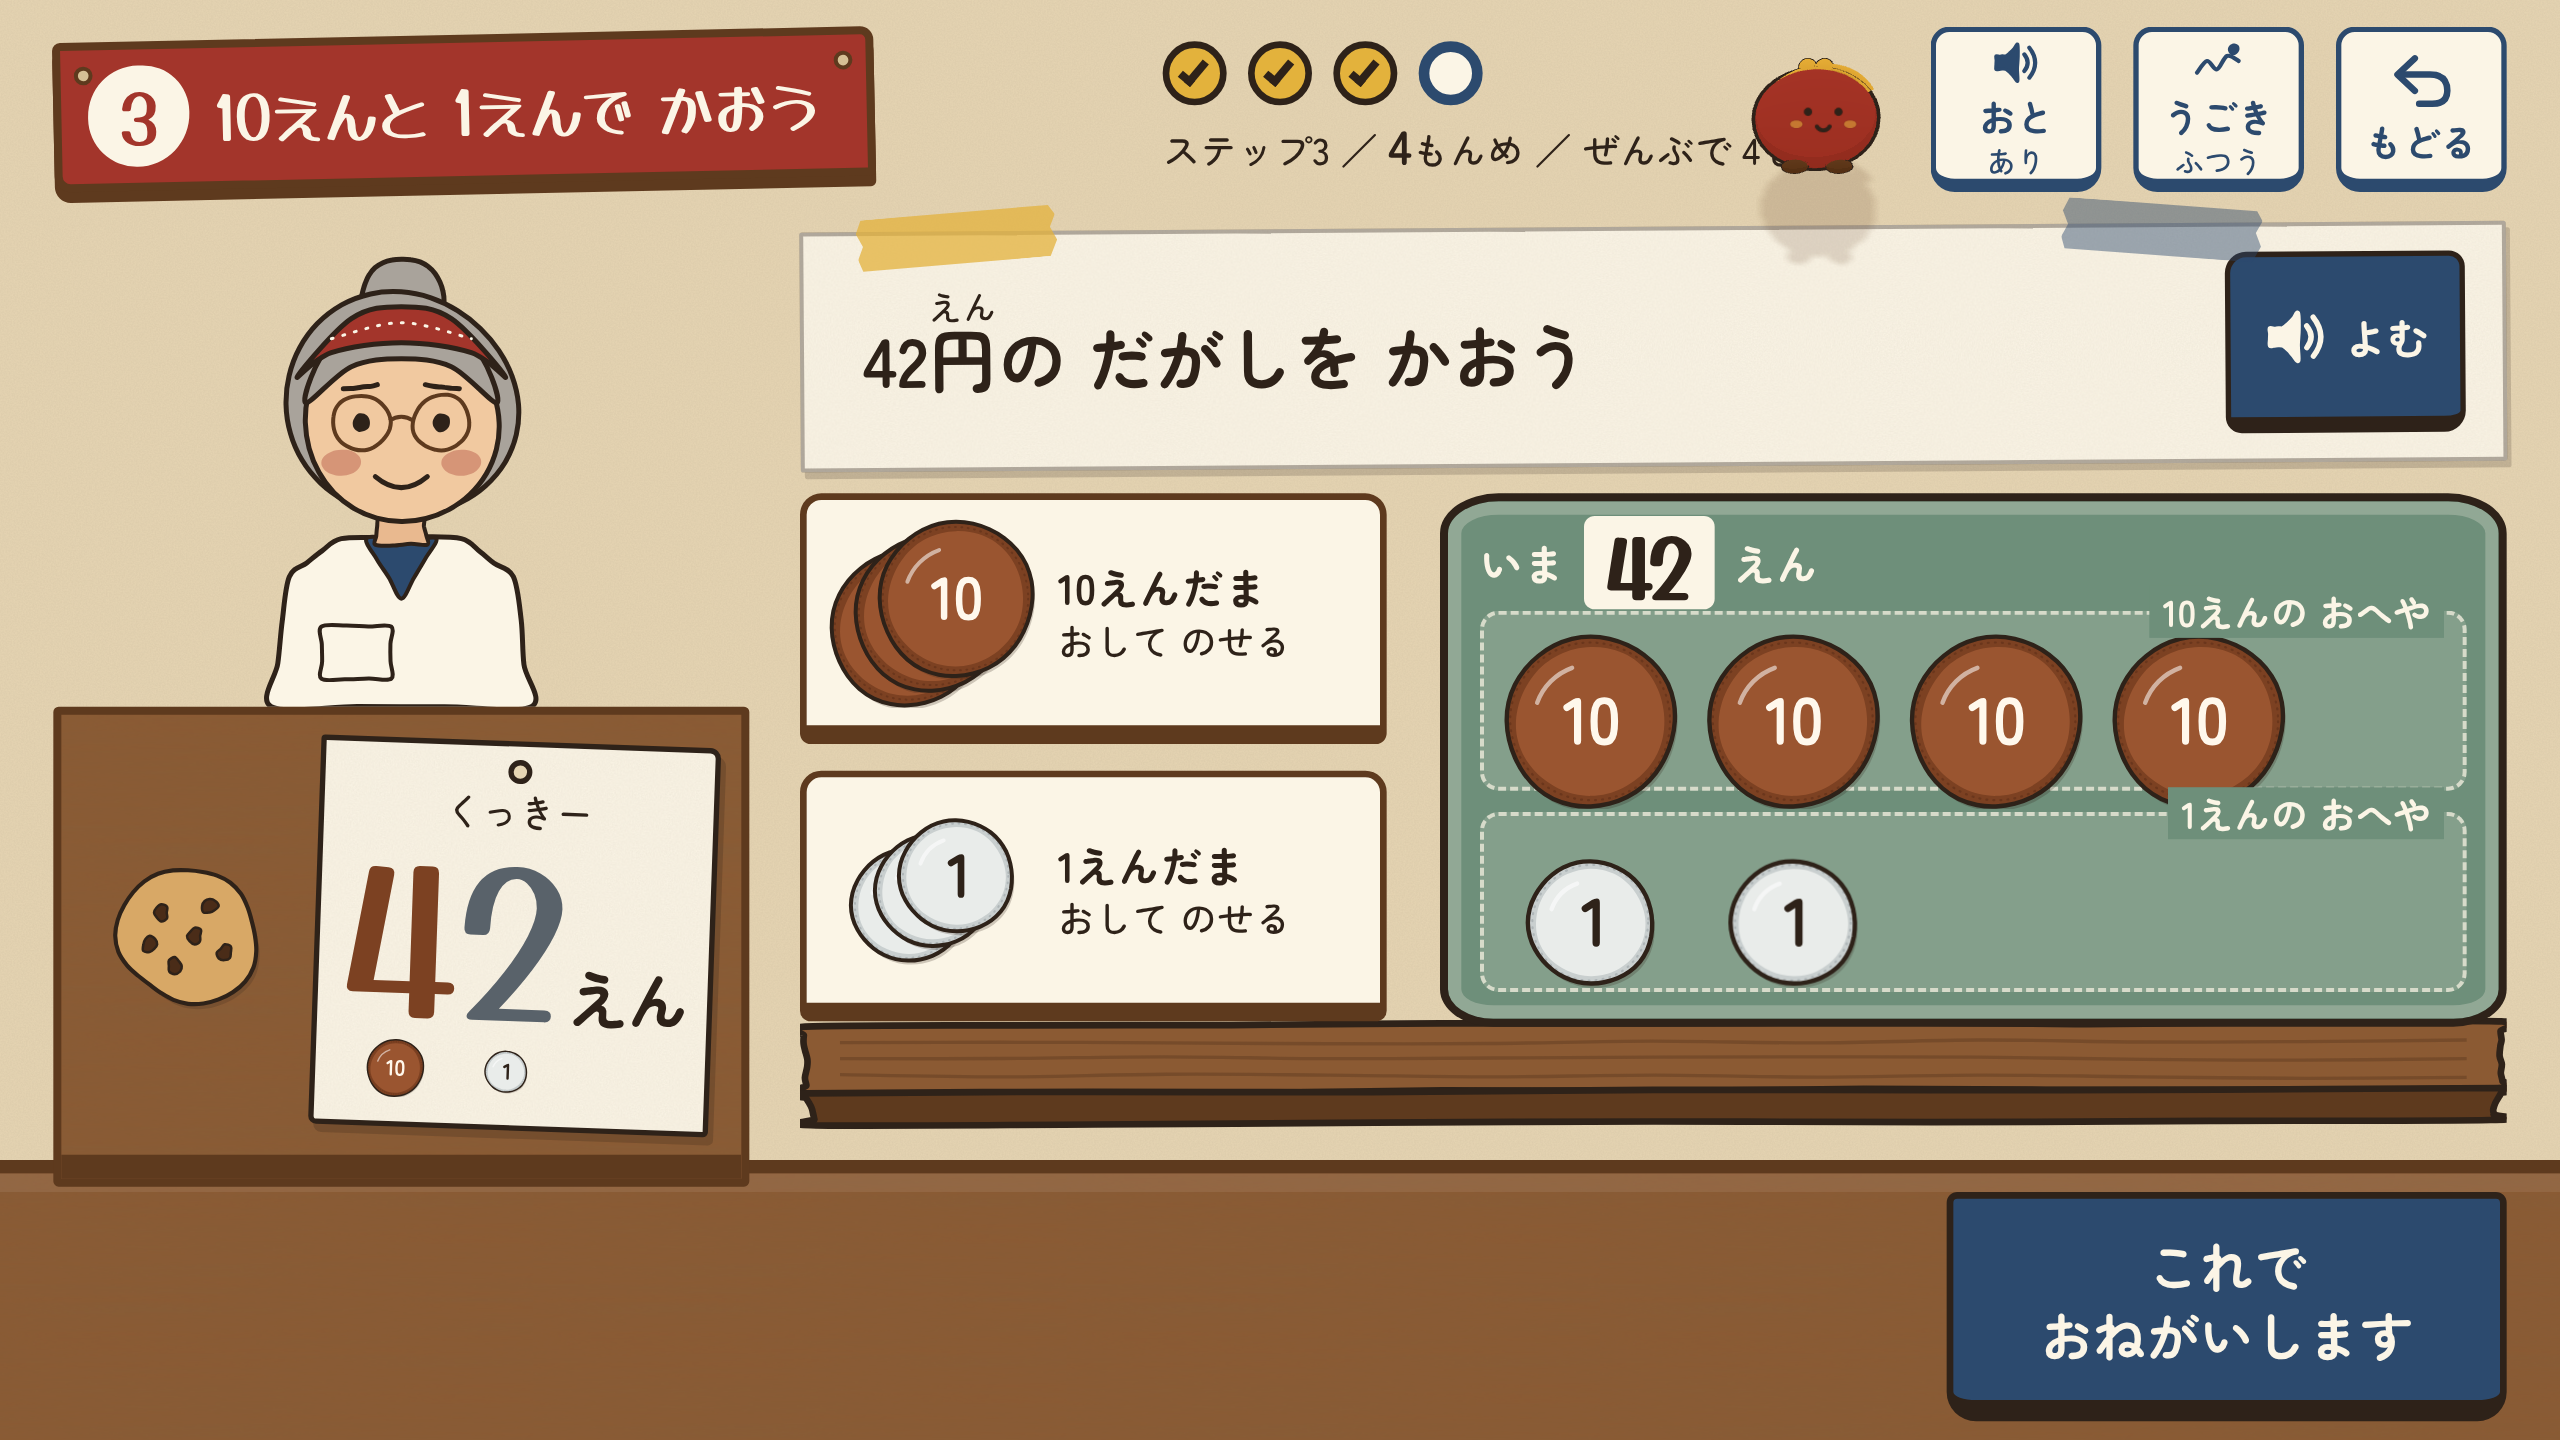 3 10えんと 1えんで かおう
ステップ3 ／ 4もんめ ／ ぜんぶで 4
おと
あり
うごき
ふつう
もどる
えん
42円の だがしを かおう
よむ
10
10えんだま
おして のせる
1
1えんだま
おして のせる
いま 42 えん
10えんの おへや
10 10 10 10
1えんの おへや
1 1
くっきー
42えん
10 1
これで
おねがいします